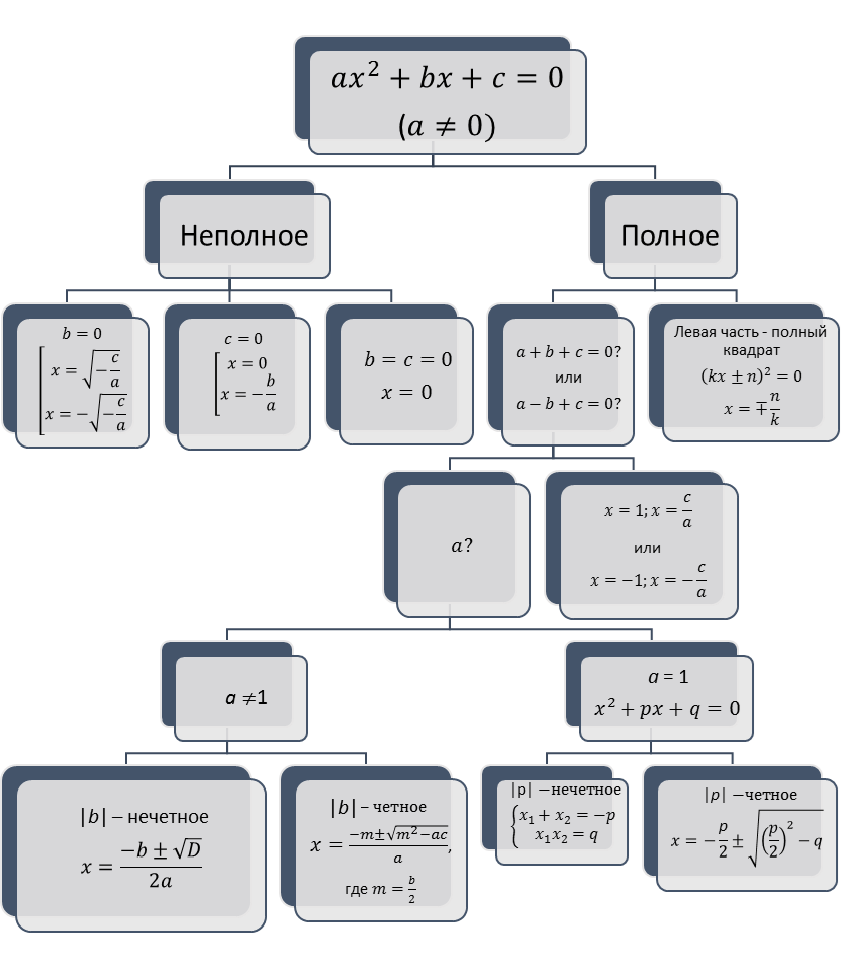 ax² + bx + c = 0
(a ≠ 0)
Неполное
Полное
b = 0
[x = √(−c/a)
x = −√(−c/a)
c = 0
[x = 0
x = −b/a
b = c = 0
x = 0
a + b + c = 0?
или
a − b + c = 0?
Левая часть - полный
квадрат
(kx ± n)² = 0
x = ∓n/k
a?
x = 1; x = c/a
или
x = −1; x = −c/a
a ≠1
a = 1
x² + px + q = 0
|b| – нечетное
x = (−b ± √D)/2a
|b| – четное
x = (−m±√(m²−ac))/a,
где m = b/2
|p| −нечетное
{x₁ + x₂ = −p
x₁x₂ = q
|p| −четное
x = −p/2 ± √((p/2)² − q)